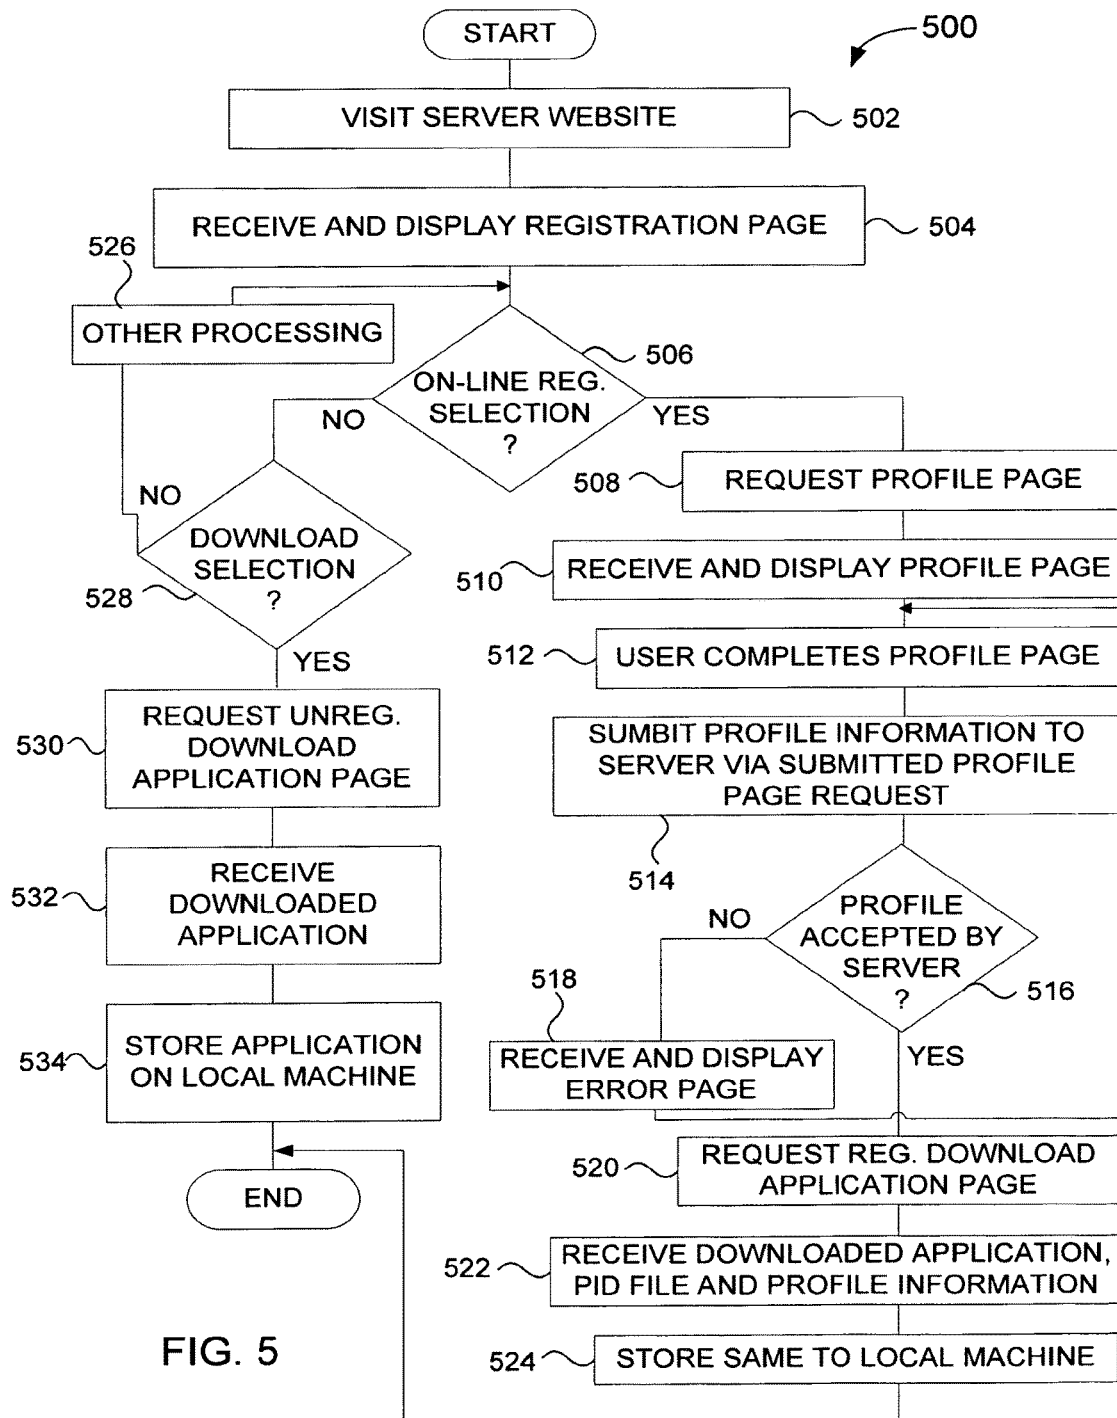 START
500
VISIT SERVER WEBSITE
502
RECEIVE AND DISPLAY REGISTRATION PAGE
504
526
OTHER PROCESSING
506
ON-LINE REG.
SELECTION
?
NO
YES
508
REQUEST PROFILE PAGE
NO
DOWNLOAD
SELECTION
?
528
YES
510
RECEIVE AND DISPLAY PROFILE PAGE
512
USER COMPLETES PROFILE PAGE
530
REQUEST UNREG.
DOWNLOAD
APPLICATION PAGE
SUMBIT PROFILE INFORMATION TO
SERVER VIA SUBMITTED PROFILE
PAGE REQUEST
514
532
RECEIVE
DOWNLOADED
APPLICATION
PROFILE
ACCEPTED BY
SERVER
?
516
NO
YES
518
RECEIVE AND DISPLAY
ERROR PAGE
534
STORE APPLICATION
ON LOCAL MACHINE
520
REQUEST REG. DOWNLOAD
APPLICATION PAGE
END
522
RECEIVE DOWNLOADED APPLICATION,
PID FILE AND PROFILE INFORMATION
524
STORE SAME TO LOCAL MACHINE
FIG. 5